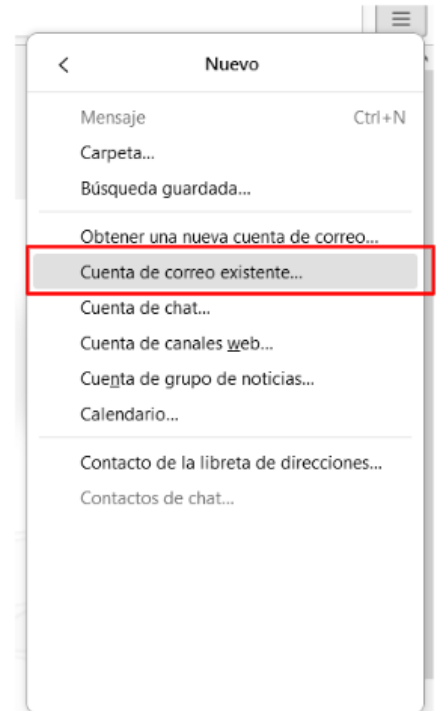 Nuevo
Mensaje Ctrl+N
Carpeta...
Búsqueda guardada...
Obtener una nueva cuenta de correo...
Cuenta de correo existente...
Cuenta de chat...
Cuenta de canales web...
Cuenta de grupo de noticias...
Calendario...
Contacto de la libreta de direcciones...
Contactos de chat...